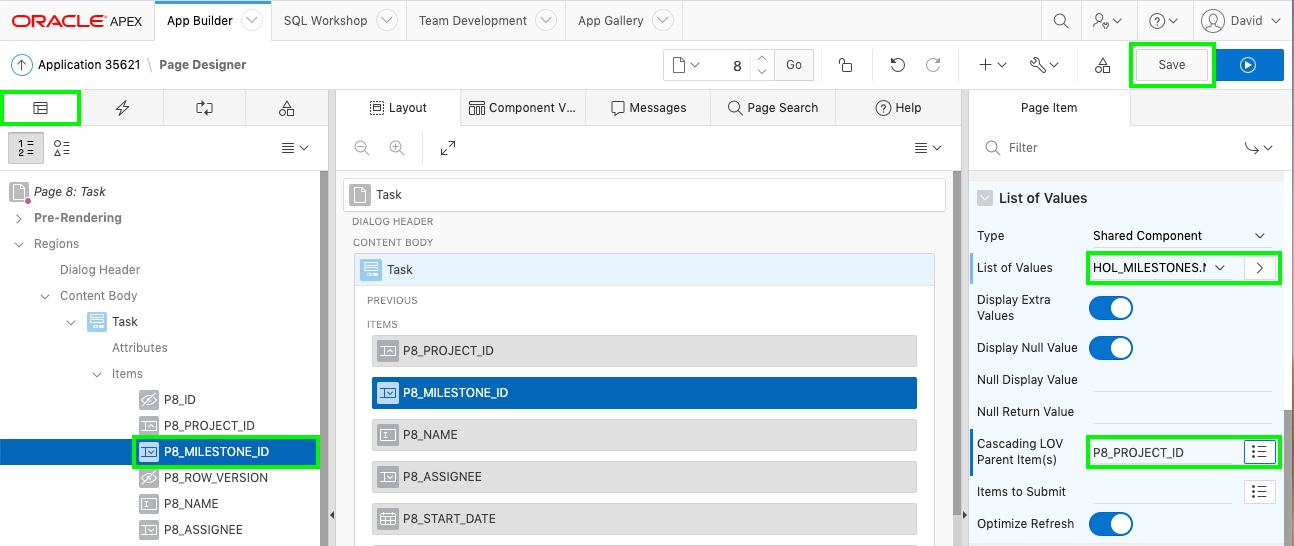 ORACLE APEX App Builder SQL Workshop Team Development App Gallery David
Application 35621 \ Page Designer 8 Go Save
Layout Component V... Messages Page Search Help Page Item
Filter
Page 8: Task
Pre-Rendering
Regions
Dialog Header
Content Body
Task
Attributes
Items
P8_ID
P8_PROJECT_ID
P8_MILESTONE_ID
P8_ROW_VERSION
P8_NAME
P8_ASSIGNEE
Task
DIALOG HEADER
CONTENT BODY
Task
PREVIOUS
ITEMS
P8_PROJECT_ID
P8_MILESTONE_ID
P8_NAME
P8_ASSIGNEE
P8_START_DATE
List of Values
Type Shared Component
List of Values HOL_MILESTONES.N
Display Extra
Values
Display Null Value
Null Display Value
Null Return Value
Cascading LOV
Parent Item(s) P8_PROJECT_ID
Items to Submit
Optimize Refresh